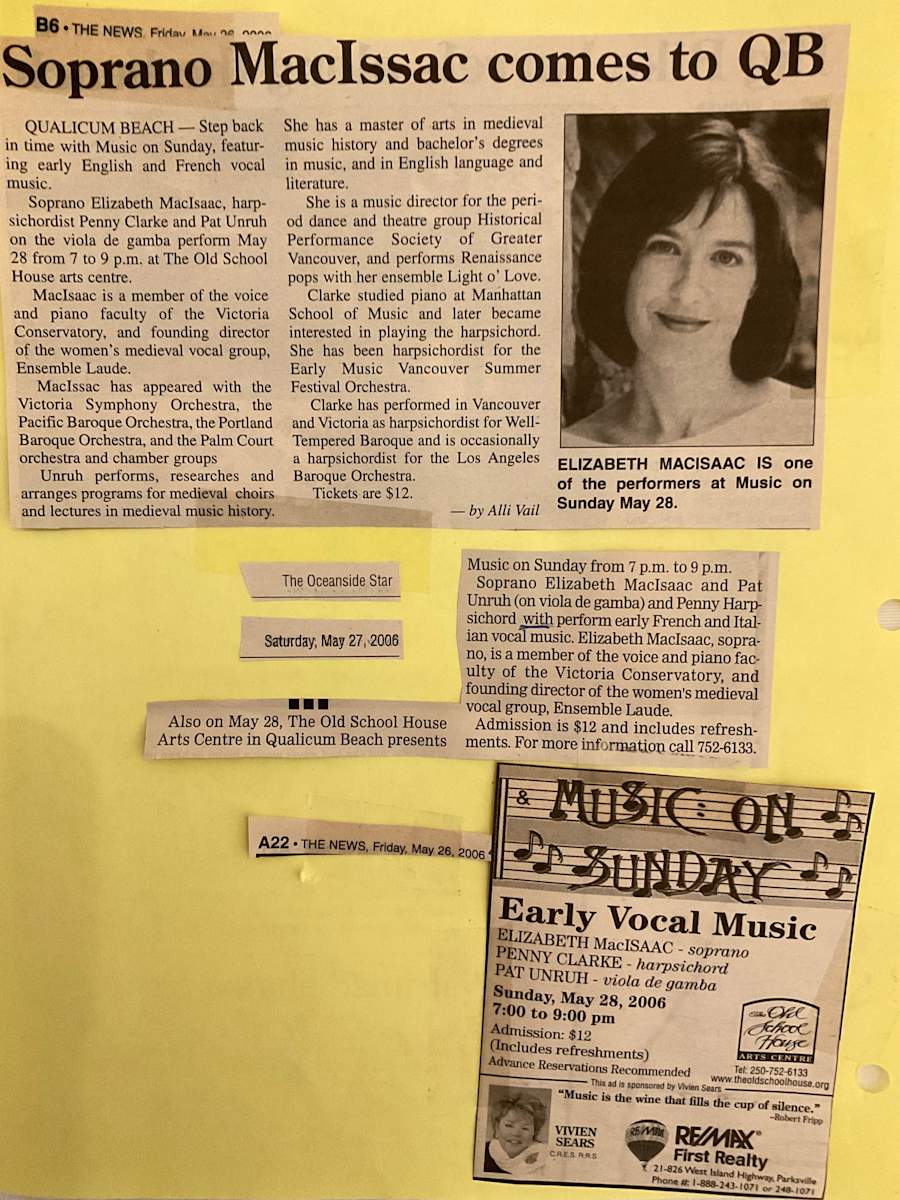 B6 • THE NEWS, Friday, May 26,
Soprano MacIssac comes to QB
QUALICUM BEACH — Step back
in time with Music on Sunday, featur-
ing early English and French vocal
music.
Soprano Elizabeth MacIsaac, harp-
sichordist Penny Clarke and Pat Unruh
on the viola de gamba perform May
28 from 7 to 9 p.m. at The Old School
House arts centre.
MacIsaac is a member of the voice
and piano faculty of the Victoria
Conservatory, and founding director
of the women's medieval vocal group,
Ensemble Laude.
MacIssac has appeared with the
Victoria Symphony Orchestra, the
Pacific Baroque Orchestra, the Portland
Baroque Orchestra, and the Palm Court
orchestra and chamber groups
Unruh performs, researches and
arranges programs for medieval choirs
and lectures in medieval music history.
She has a master of arts in medieval
music history and bachelor's degrees
in music, and in English language and
literature.
She is a music director for the peri-
od dance and theatre group Historical
Performance Society of Greater
Vancouver, and performs Renaissance
pops with her ensemble Light o' Love.
Clarke studied piano at Manhattan
School of Music and later became
interested in playing the harpsichord.
She has been harpsichordist for the
Early Music Vancouver Summer
Festival Orchestra.
Clarke has performed in Vancouver
and Victoria as harpsichordist for Well-
Tempered Baroque and is occasionally
a harpsichordist for the Los Angeles
Baroque Orchestra.
Tickets are $12.
— by Alli Vail
ELIZABETH MACISAAC IS one
of the performers at Music on
Sunday May 28.
The Oceanside Star
Saturday, May 27, 2006
Also on May 28, The Old School House
Arts Centre in Qualicum Beach presents
Music on Sunday from 7 p.m. to 9 p.m.
Soprano Elizabeth MacIsaac and Pat
Unruh (on viola de gamba) and Penny Harp-
sichord with perform early French and Ital-
ian vocal music. Elizabeth MacIsaac, sopra-
no, is a member of the voice and piano fac-
ulty of the Victoria Conservatory, and
founding director of the women's medieval
vocal group, Ensemble Laude.
Admission is $12 and includes refresh-
ments. For more information call 752-6133.
A22 • THE NEWS, Friday, May 26, 2006
& MUSIC ON
SUNDAY
Early Vocal Music
ELIZABETH MacISAAC - soprano
PENNY CLARKE - harpsichord
PAT UNRUH - viola de gamba
Sunday, May 28, 2006
7:00 to 9:00 pm
Admission: $12
(Includes refreshments)
Advance Reservations Recommended
The Old
School
House
ARTS CENTRE
Tel: 250-752-6133
www.theoldschoolhouse.org
This ad is sponsored by Vivien Sears
"Music is the wine that fills the cup of silence."
–Robert Fripp
VIVIEN
SEARS
C.R.E.S. R.R.S.
RE/MAX
RE/MAX®
First Realty
21-826 West Island Highway, Parksville
Phone #: 1-888-243-1071 or 248-1071